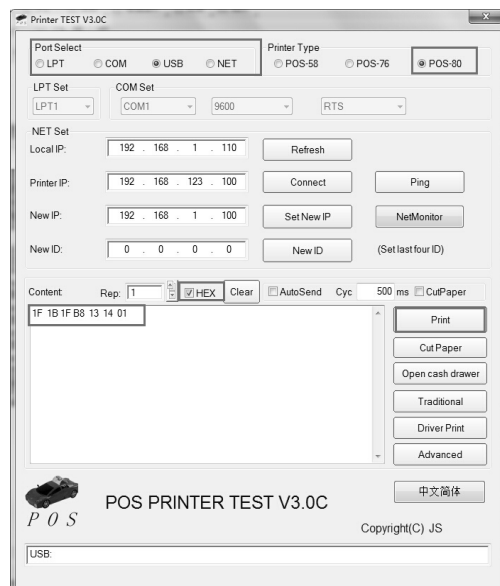 Printer TEST V3.0C
x
Port Select
LPT COM USB NET
Printer Type
POS-58 POS-76 POS-80
LPT Set
LPT1
COM Set
COM1 9600 RTS
NET Set
Local IP: 192 . 168 . 1 . 110 Refresh
Printer IP: 192 . 168 . 123 . 100 Connect Ping
New IP: 192 . 168 . 1 . 100 Set New IP NetMonitor
New ID: 0 . 0 . 0 . 0 New ID (Set last four ID)
Content: Rep: 1 HEX Clear AutoSend Cyc 500 ms CutPaper
1F 1B 1F B8 13 14 01
Print
Cut Paper
Open cash drawer
Traditional
Driver Print
Advanced
POS
POS PRINTER TEST V3.0C
中文简体
Copyright(C) JS
USB: